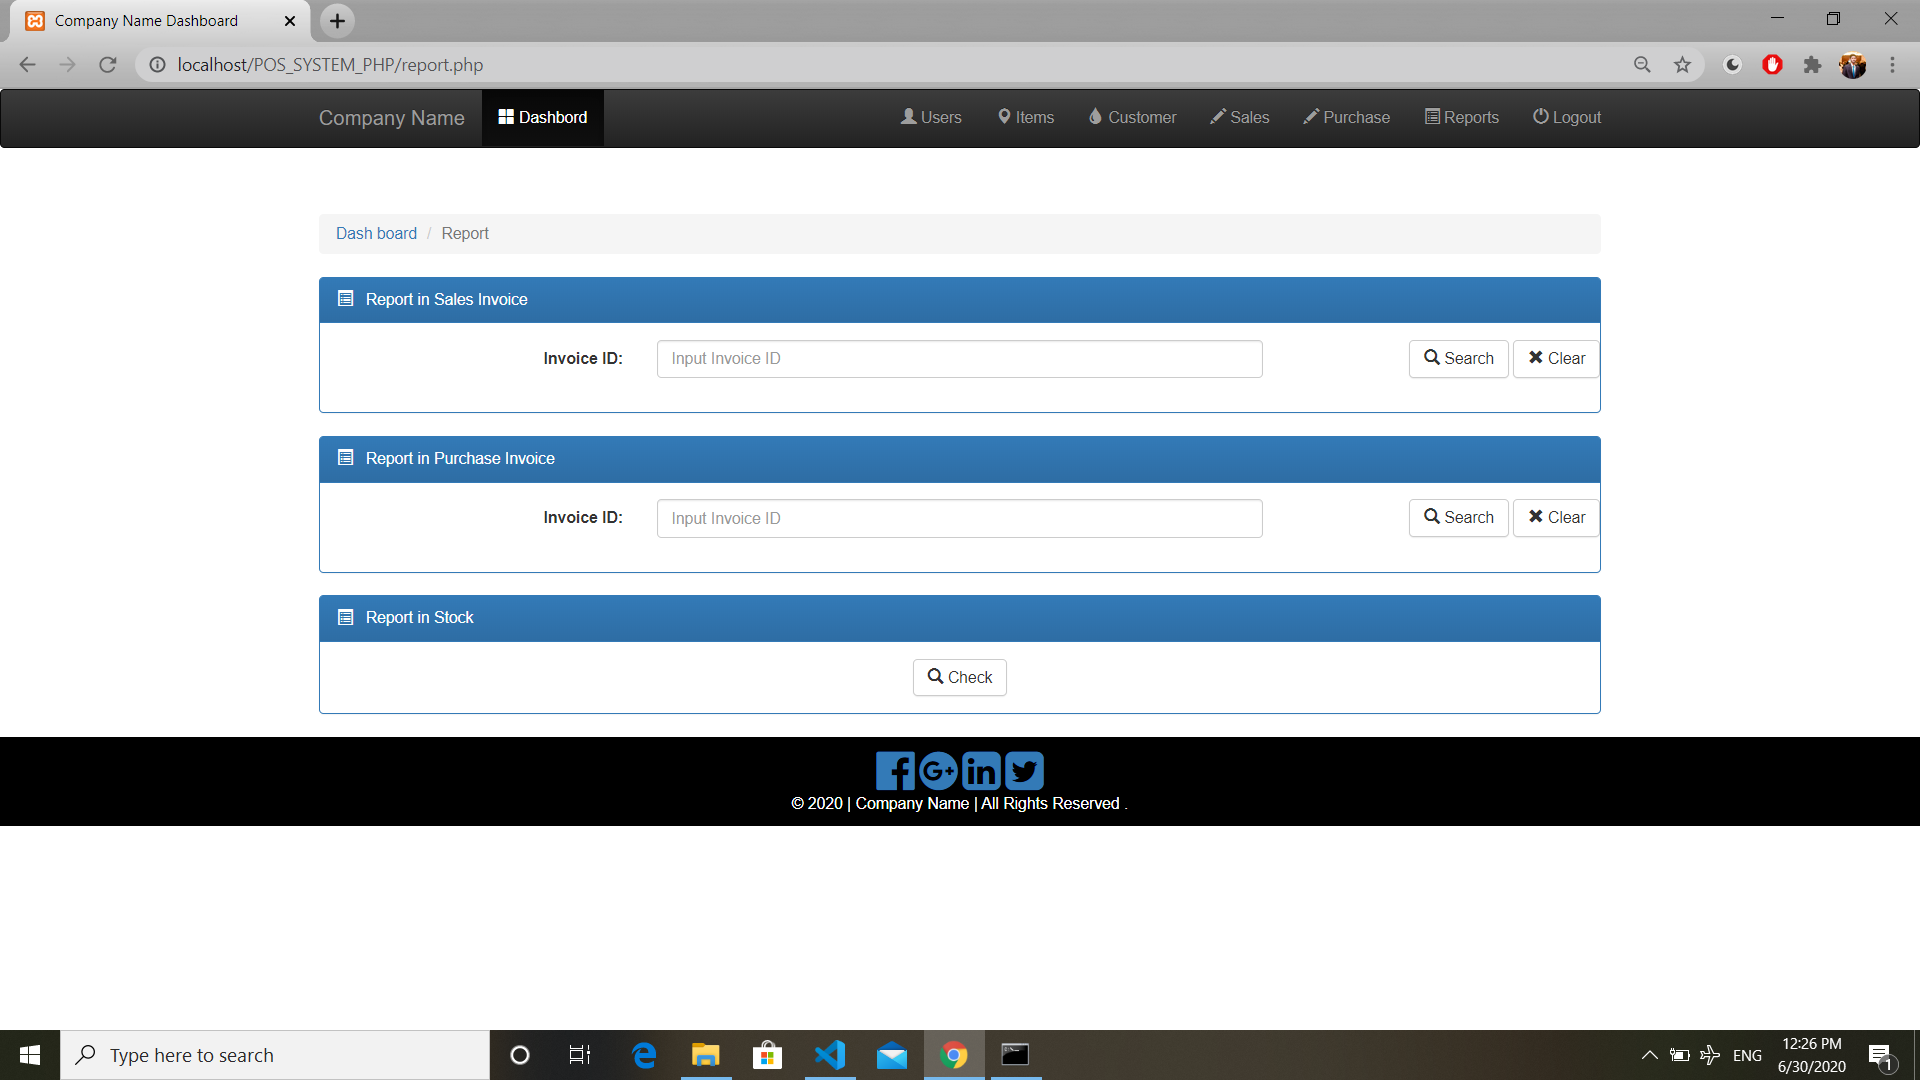 Company Name Dashboard
localhost/POS_SYSTEM_PHP/report.php
Company Name Dashbord Users Items Customer Sales Purchase Reports Logout
Dash board / Report
Report in Sales Invoice
Invoice ID: Input Invoice ID Search Clear
Report in Purchase Invoice
Invoice ID: Input Invoice ID Search Clear
Report in Stock
Check
© 2020 | Company Name | All Rights Reserved .
Type here to search
ENG
12:26 PM
6/30/2020
1